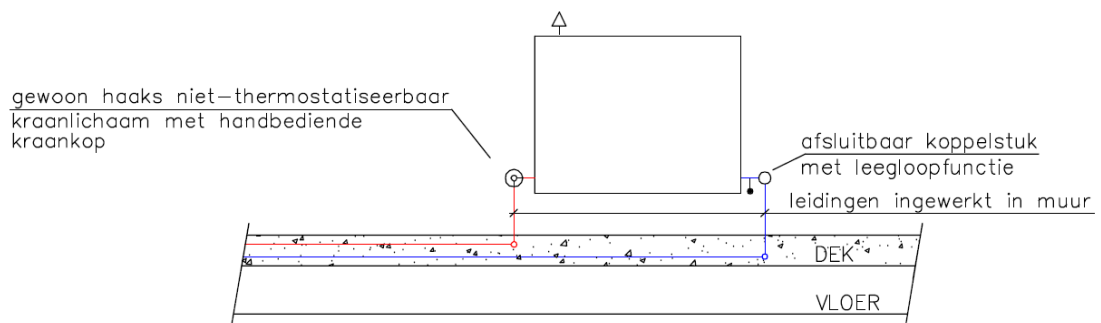 gewoon haaks niet-thermostatiseerbaar
kraanlichaam met handbediende
kraankop
afsluitbaar koppelstuk
met leegloopfunctie
leidingen ingewerkt in muur
DEK
VLOER